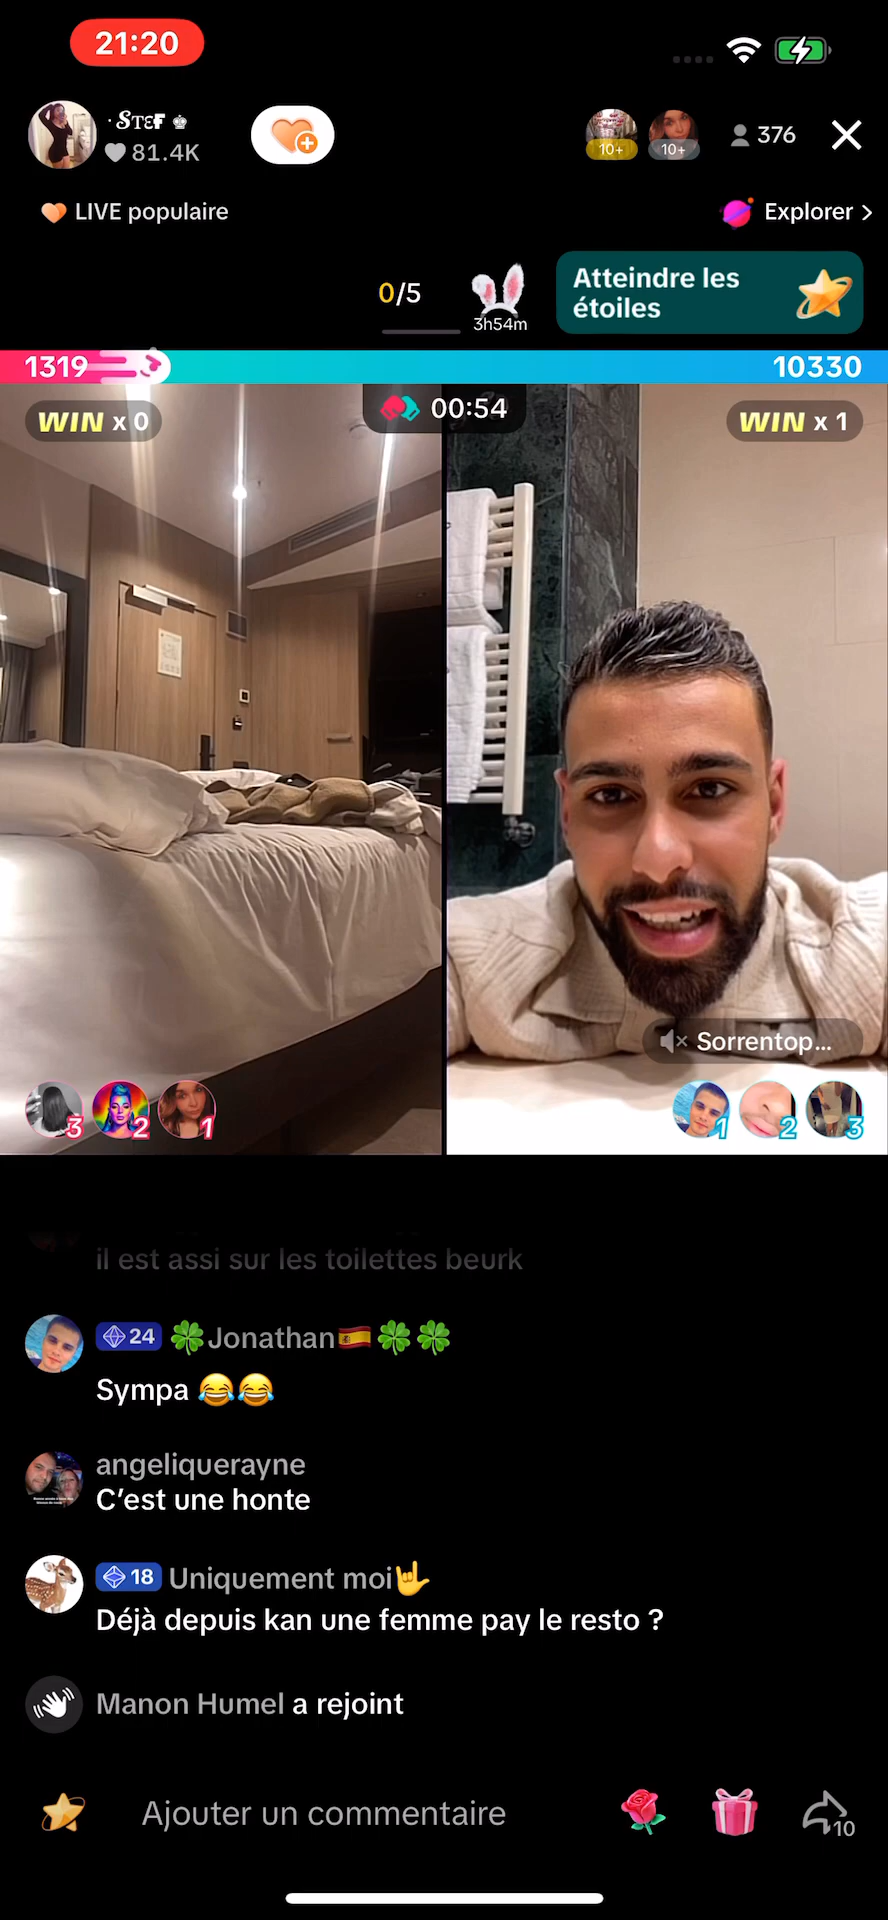 21:20
· STEF ♚
81.4K
10+
10+
376
LIVE populaire
Explorer >
0/5
3h54m
Atteindre les
étoiles
1319
10330
WIN x 0
00:54
WIN x 1
Sorrentop...
3
2
1
1
2
3
il est assi sur les toilettes beurk
24 🍀Jonathan🇪🇸🍀🍀
Sympa 😂😂
angeliquerayne
C'est une honte
18 Uniquement moi🤟
Déjà depuis kan une femme pay le resto ?
Manon Humel a rejoint
Ajouter un commentaire
10